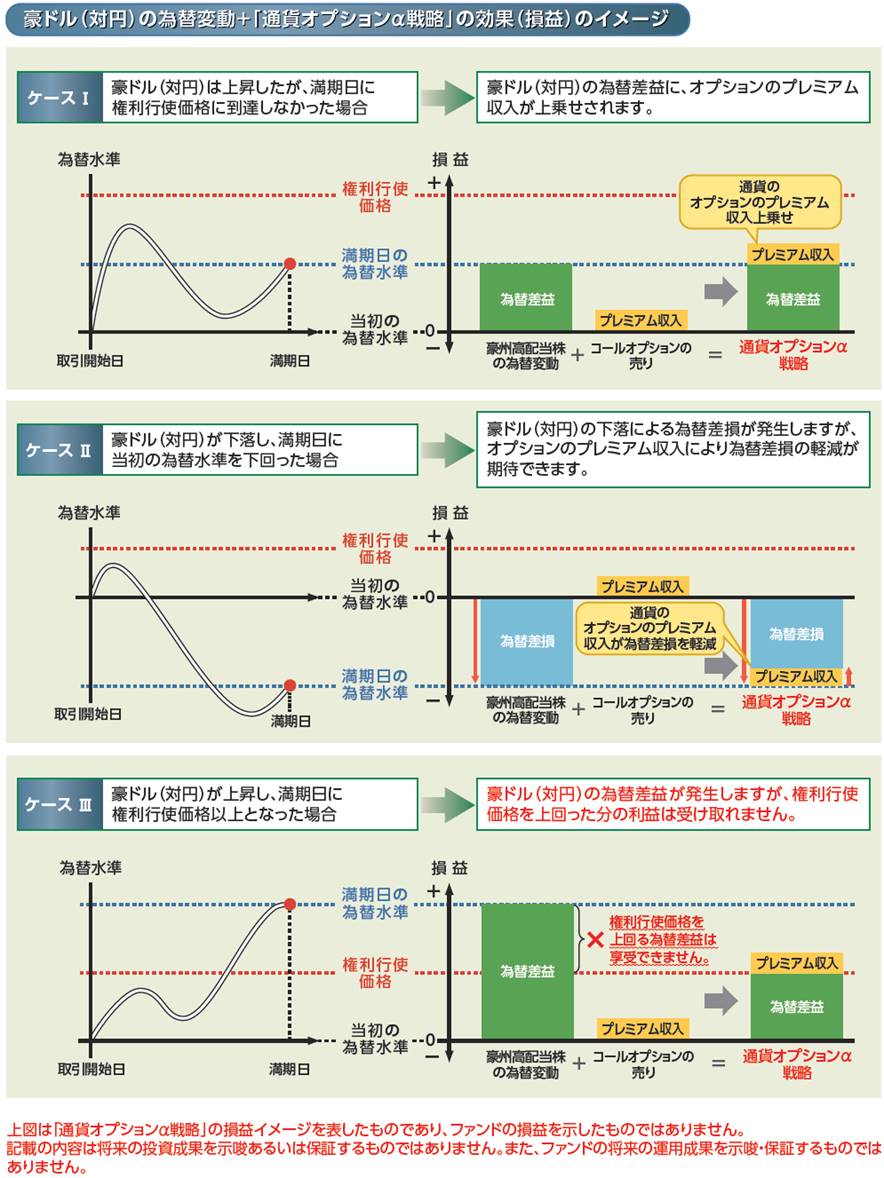 豪ドル（対円）の為替変動＋「通貨オプションα戦略」の効果（損益）のイメージ
ケース Ⅰ
豪ドル（対円）は上昇したが、満期日に
権利行使価格に到達しなかった場合
豪ドル（対円）の為替差益に、オプションのプレミアム
収入が上乗せされます。
為替水準
権利行使
価格
満期日の
為替水準
当初の
為替水準
取引開始日
満期日
損 益
＋
0
－
為替差益
プレミアム収入
通貨の
オプションのプレミアム
収入上乗せ
プレミアム収入
為替差益
豪州高配当株
の為替変動
＋
コールオプションの
売り
＝
通貨オプションα
戦略
ケース Ⅱ
豪ドル（対円）が下落し、満期日に
当初の為替水準を下回った場合
豪ドル（対円）の下落による為替差損が発生しますが、
オプションのプレミアム収入により為替差損の軽減が
期待できます。
為替水準
権利行使
価格
当初の
為替水準
満期日の
為替水準
取引開始日
満期日
損 益
＋
0
－
プレミアム収入
為替差損
通貨の
オプションのプレミアム
収入が為替差損を軽減
為替差損
プレミアム収入
豪州高配当株
の為替変動
＋
コールオプションの
売り
＝
通貨オプションα
戦略
ケース Ⅲ
豪ドル（対円）が上昇し、満期日に
権利行使価格以上となった場合
豪ドル（対円）の為替差益が発生しますが、権利行使
価格を上回った分の利益は受け取れません。
為替水準
満期日の
為替水準
権利行使
価格
当初の
為替水準
取引開始日
満期日
損 益
＋
0
－
為替差益
権利行使価格を
上回る為替差益は
享受できません。
プレミアム収入
プレミアム収入
為替差益
豪州高配当株
の為替変動
＋
コールオプションの
売り
＝
通貨オプションα
戦略
上図は「通貨オプションα戦略」の損益イメージを表したものであり、ファンドの損益を示したものではありません。
記載の内容は将来の投資成果を示唆あるいは保証するものではありません。また、ファンドの将来の運用成果を示唆・保証するものでは
ありません。